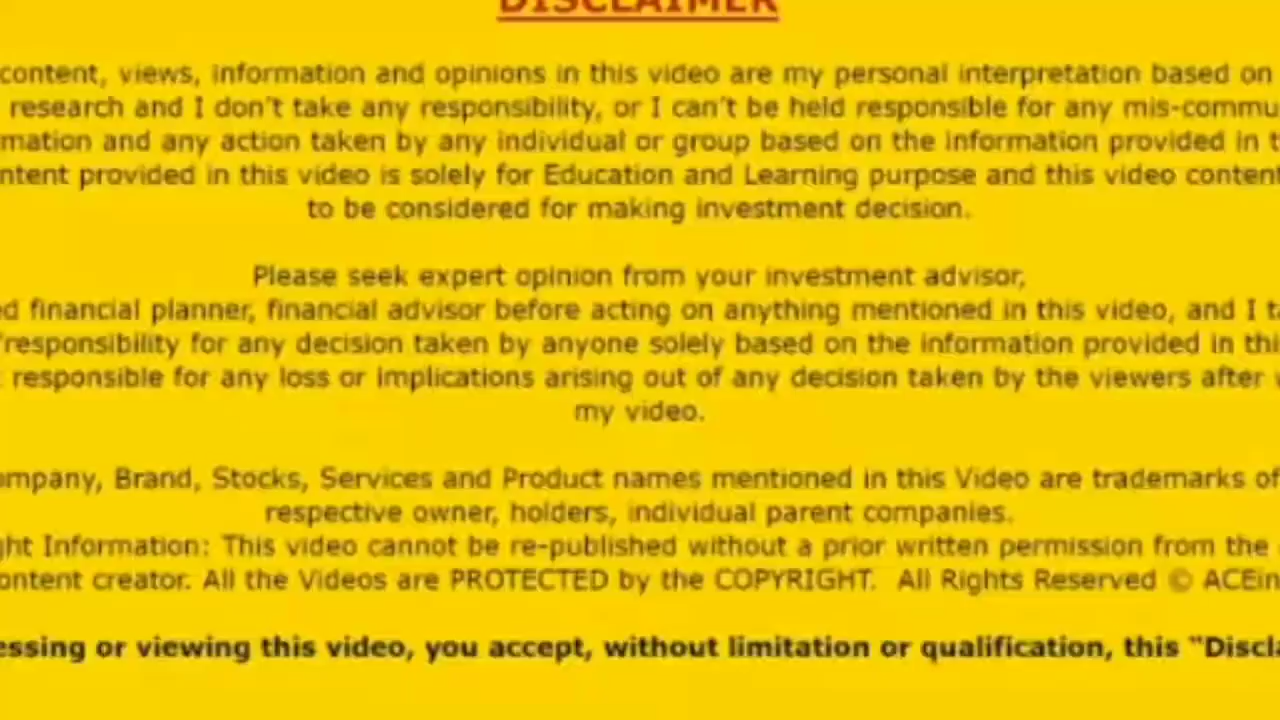 DISCLAIMER
content, views, information and opinions in this video are my personal interpretation based on
research and I don't take any responsibility, or I can't be held responsible for any mis-commu
mation and any action taken by any individual or group based on the information provided in t
ntent provided in this video is solely for Education and Learning purpose and this video content
to be considered for making investment decision.
Please seek expert opinion from your investment advisor,
ed financial planner, financial advisor before acting on anything mentioned in this video, and I ta
responsibility for any decision taken by anyone solely based on the information provided in this
responsible for any loss or implications arising out of any decision taken by the viewers after
my video.
ompany, Brand, Stocks, Services and Product names mentioned in this Video are trademarks of
respective owner, holders, individual parent companies.
ght Information: This video cannot be re-published without a prior written permission from the
ontent creator. All the Videos are PROTECTED by the COPYRIGHT. All Rights Reserved © ACEin
essing or viewing this video, you accept, without limitation or qualification, this "Discla